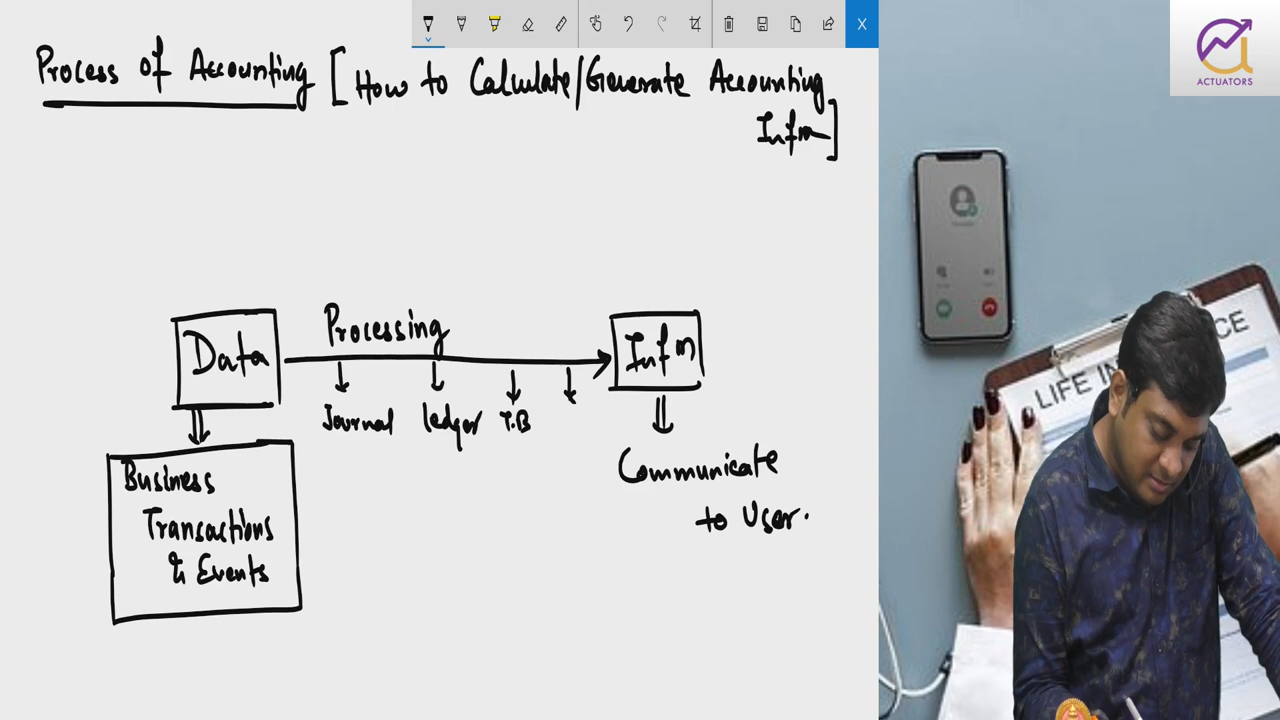 Process of Accounting [How to Calculate/Generate Accounting
Infm]
Data
Processing
Infm
Journal ledger T.B
Business
Transactions
& Events
Communicate
to User.
X
ACTUATORS
LIFE IN
CE